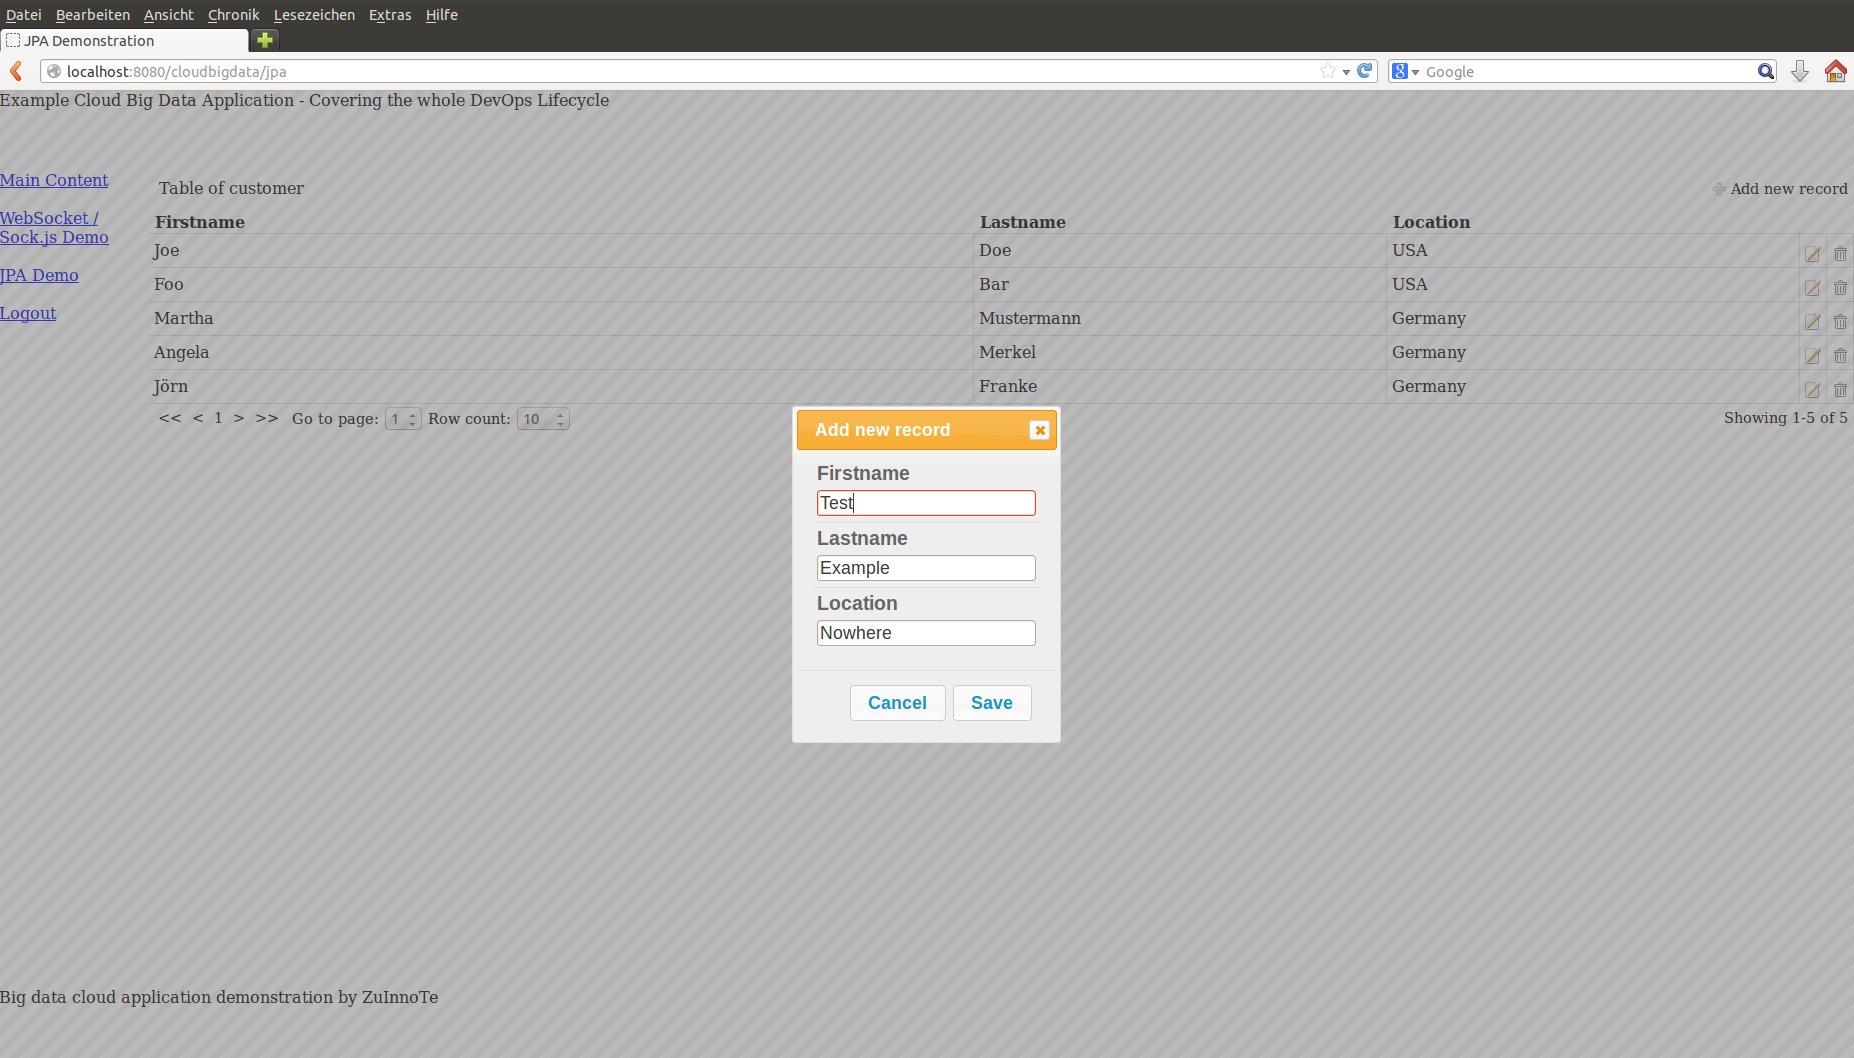 Datei Bearbeiten Ansicht Chronik Lesezeichen Extras Hilfe
JPA Demonstration
localhost:8080/cloudbigdata/jpa
8 Google
Example Cloud Big Data Application - Covering the whole DevOps Lifecycle
Main Content
WebSocket /
Sock.js Demo
JPA Demo
Logout
Table of customer Add new record
Firstname Lastname Location
Joe Doe USA
Foo Bar USA
Martha Mustermann Germany
Angela Merkel Germany
Jörn Franke Germany
<< < 1 > >> Go to page: 1 Row count: 10 Showing 1-5 of 5
Add new record
Firstname
Test
Lastname
Example
Location
Nowhere
Cancel Save
Big data cloud application demonstration by ZuInnoTe